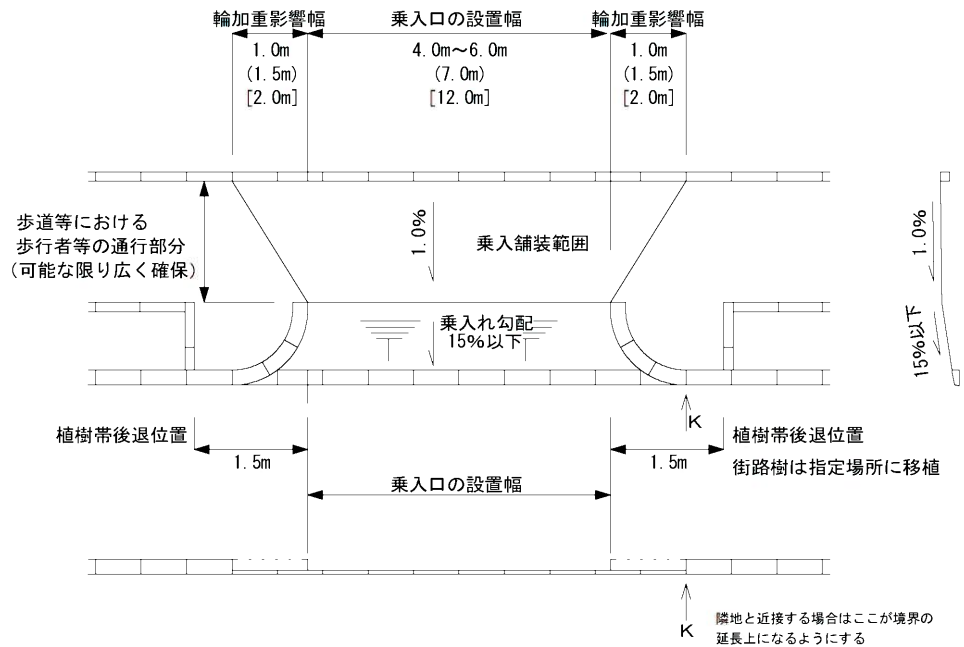 輪加重影響幅
乗入口の設置幅
輪加重影響幅
1.0m
(1.5m)
[2.0m]
4.0m～6.0m
(7.0m)
[12.0m]
1.0m
(1.5m)
[2.0m]
歩道等における
歩行者等の通行部分
(可能な限り広く確保)
1.0%
乗入舗装範囲
1.0%
乗入れ勾配
15%以下
15%以下
K
植樹帯後退位置
1.5m
1.5m
植樹帯後退位置
街路樹は指定場所に移植
乗入口の設置幅
K
隣地と近接する場合はここが境界の
延長上になるようにする